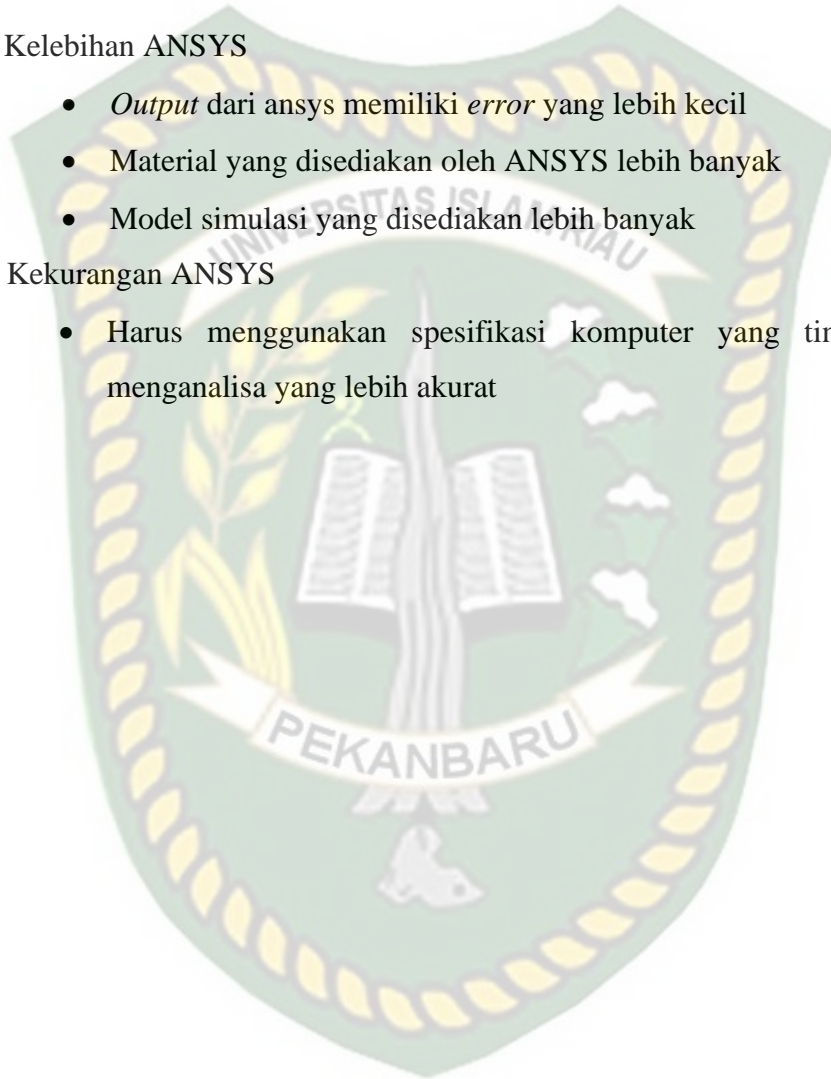 Kelebihan ANSYS
• Output dari ansys memiliki error yang lebih kecil
• Material yang disediakan oleh ANSYS lebih banyak
• Model simulasi yang disediakan lebih banyak
UNIVERSITAS ISLAM RIAU
Kekurangan ANSYS
• Harus menggunakan spesifikasi komputer yang
menganalisa yang lebih akurat
PEKANBARU